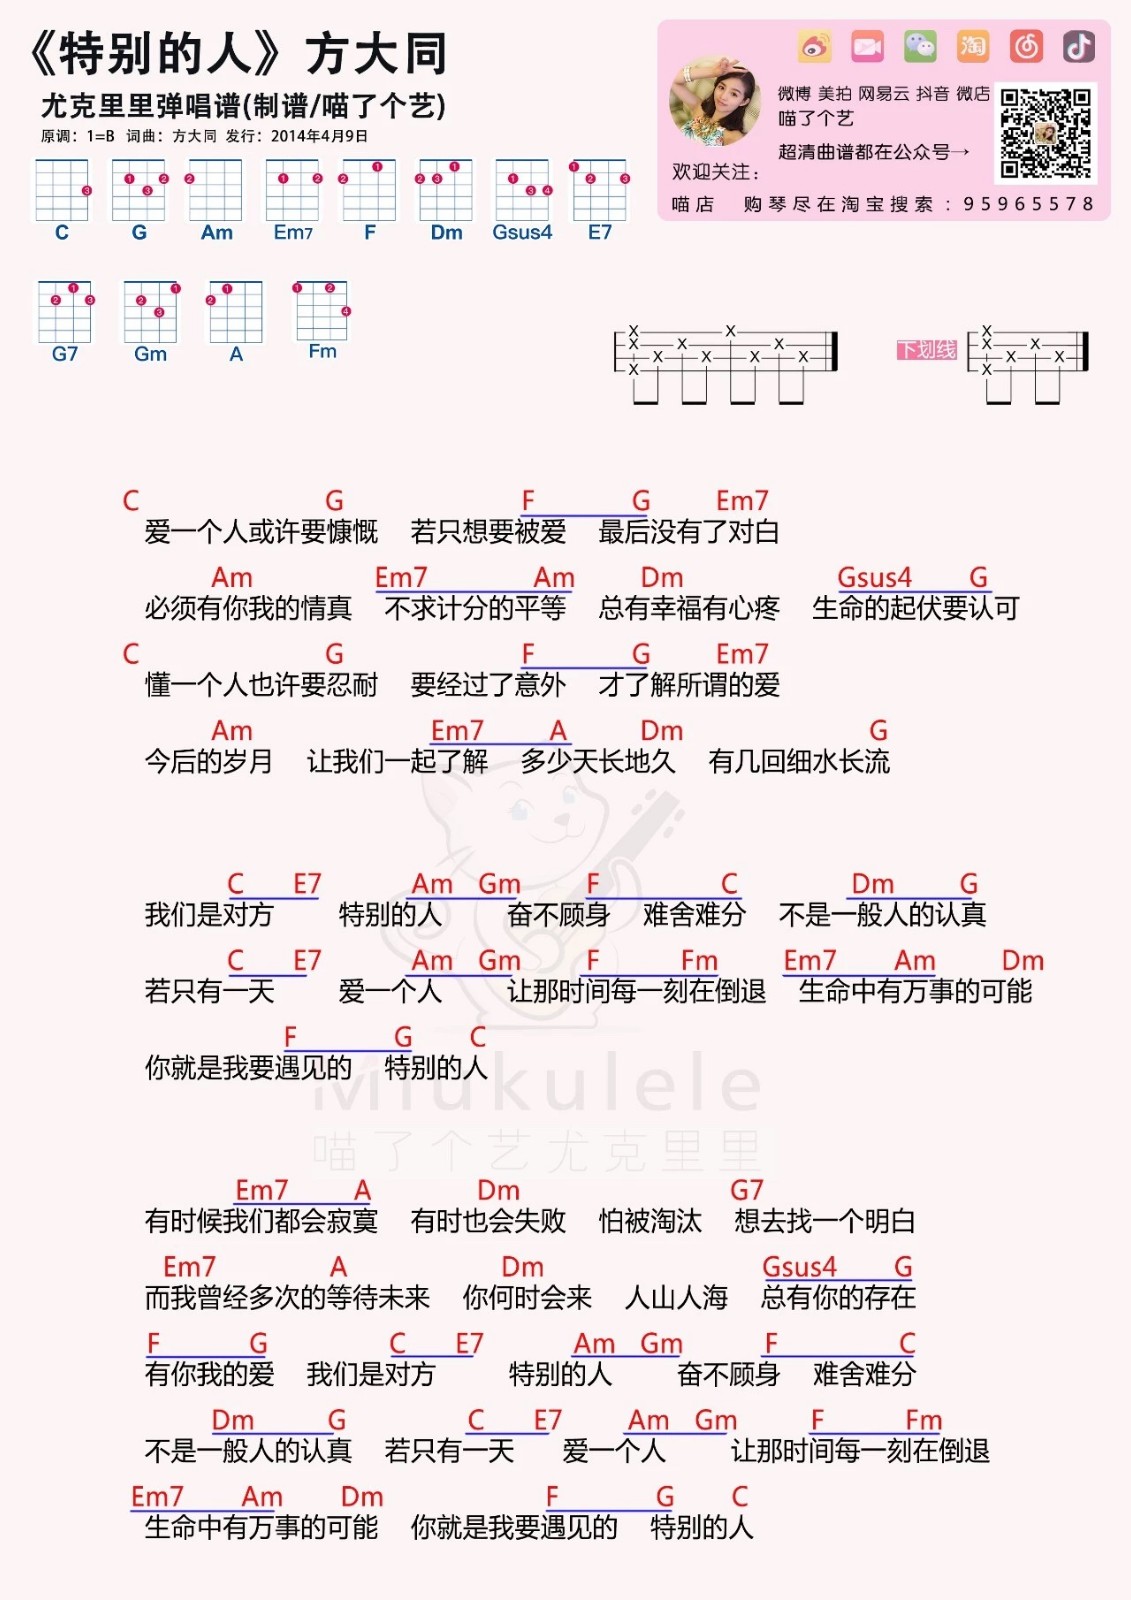 《特别的人》方大同
尤克里里弹唱谱(制谱/喵了个艺)
原调：1=B 词曲：方大同 发行：2014年4月9日
微博 美拍 网易云 抖音 微店
喵了个艺
超清曲谱都在公众号→
欢迎关注：
喵店 购琴尽在淘宝搜索：95965578
淘
C G Am Em7 F Dm Gsus4 E7
G7 Gm A Fm
下划线
C G F G Em7
爱一个人或许要慷慨 若只想要被爱 最后没有了对白
Am Em7 Am Dm Gsus4 G
必须有你我的情真 不求计分的平等 总有幸福有心疼 生命的起伏要认可
C G F G Em7
懂一个人也许要忍耐 要经过了意外 才了解所谓的爱
Am Em7 A Dm G
今后的岁月 让我们一起了解 多少天长地久 有几回细水长流
C E7 Am Gm F C Dm G
我们是对方 特别的人 奋不顾身 难舍难分 不是一般人的认真
C E7 Am Gm F Fm Em7 Am Dm
若只有一天 爱一个人 让那时间每一刻在倒退 生命中有万事的可能
F G C
你就是我要遇见的 特别的人
Miukulele
喵了个艺尤克里里
Em7 A Dm G7
有时候我们都会寂寞 有时也会失败 怕被淘汰 想去找一个明白
Em7 A Dm Gsus4 G
而我曾经多次的等待未来 你何时会来 人山人海 总有你的存在
F G C E7 Am Gm F C
有你我的爱 我们是对方 特别的人 奋不顾身 难舍难分
Dm G C E7 Am Gm F Fm
不是一般人的认真 若只有一天 爱一个人 让那时间每一刻在倒退
Em7 Am Dm F G C
生命中有万事的可能 你就是我要遇见的 特别的人